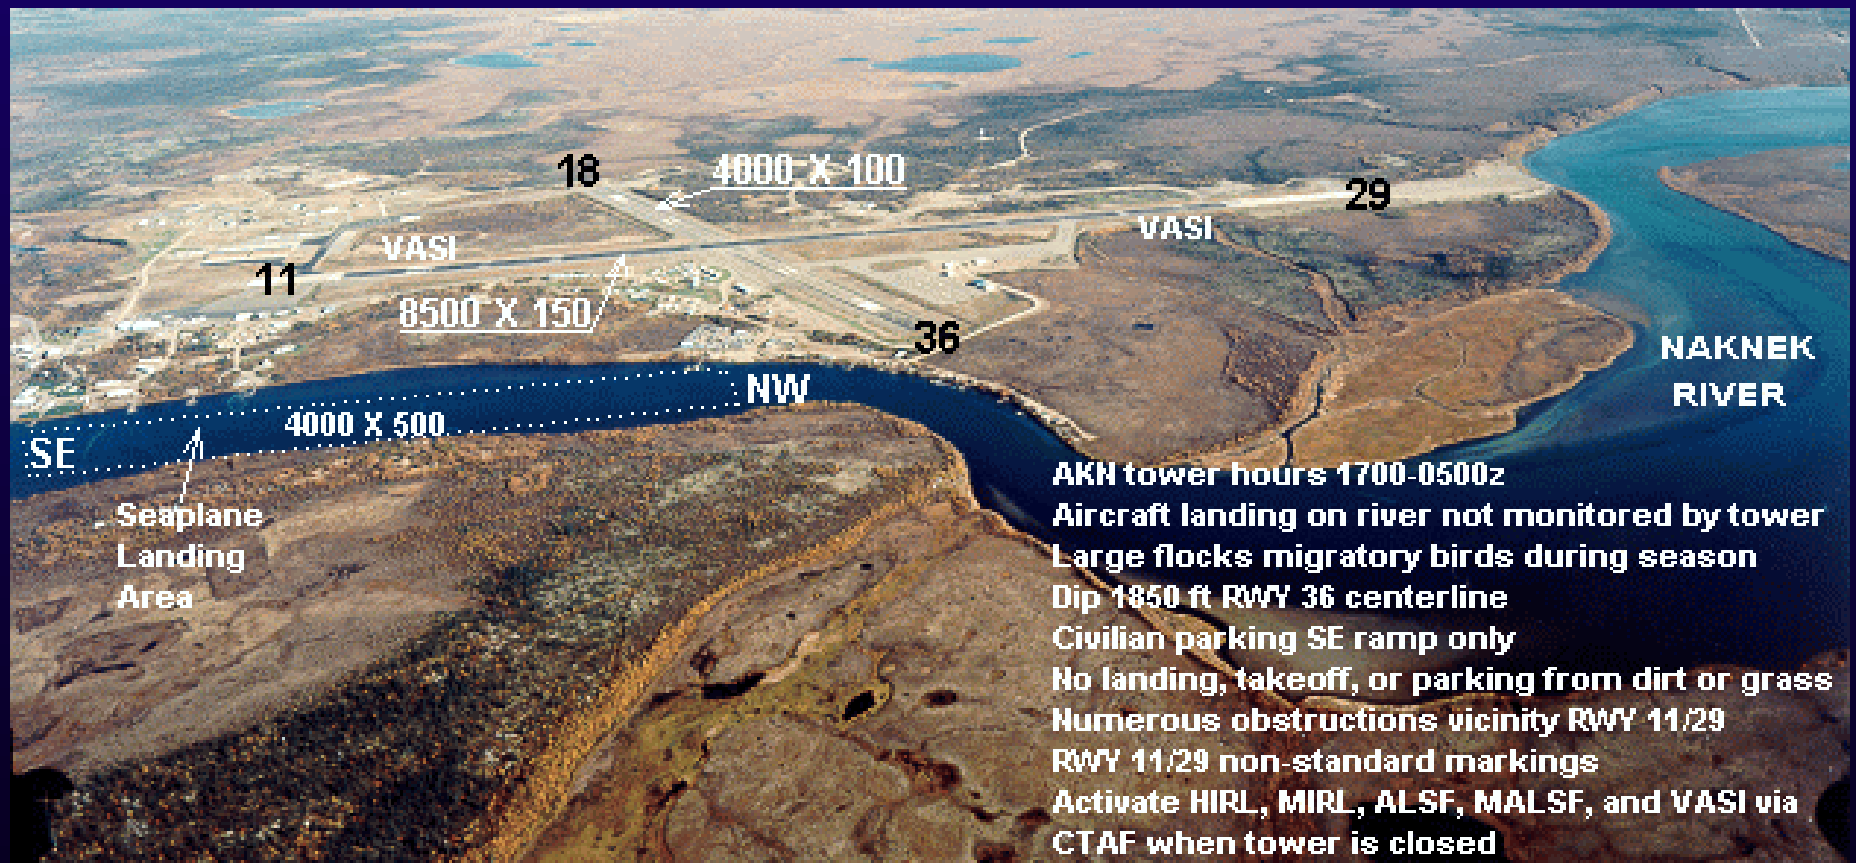 18
4000 X 100
29
VASI
VASI
11
8500 X 150
36
NAKNEK
RIVER
NW
4000 X 500
SE
Seaplane
Landing
Area
AKN tower hours 1700-0500z
Aircraft landing on river not monitored by tower
Large flocks migratory birds during season
Dip 1850 ft RWY 36 centerline
Civilian parking SE ramp only
No landing, takeoff, or parking from dirt or grass
Numerous obstructions vicinity RWY 11/29
RWY 11/29 non-standard markings
Activate HIRL, MIRL, ALSF, MALSF, and VASI via
CTAF when tower is closed